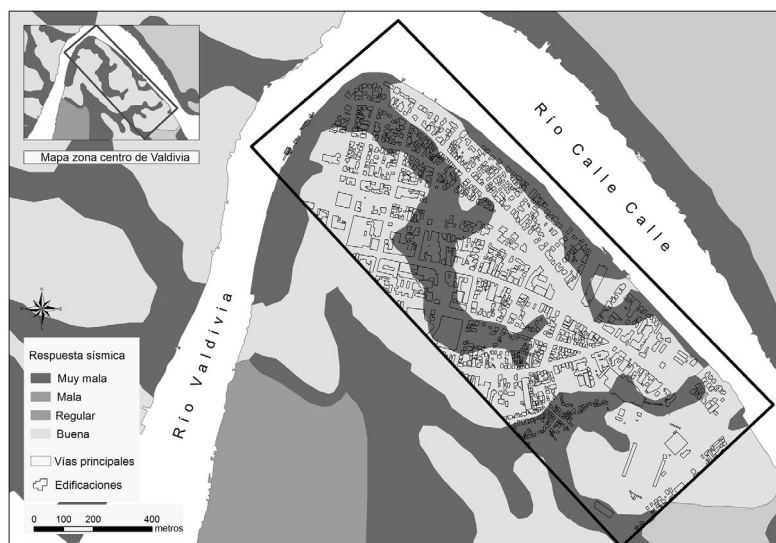 Mapa zona centro de Valdivia
Río Calle Calle
Río Valdivia
Respuesta sísmica
Muy mala
Mala
Regular
Buena
Vías principales
Edificaciones
0 100 200 400
metros